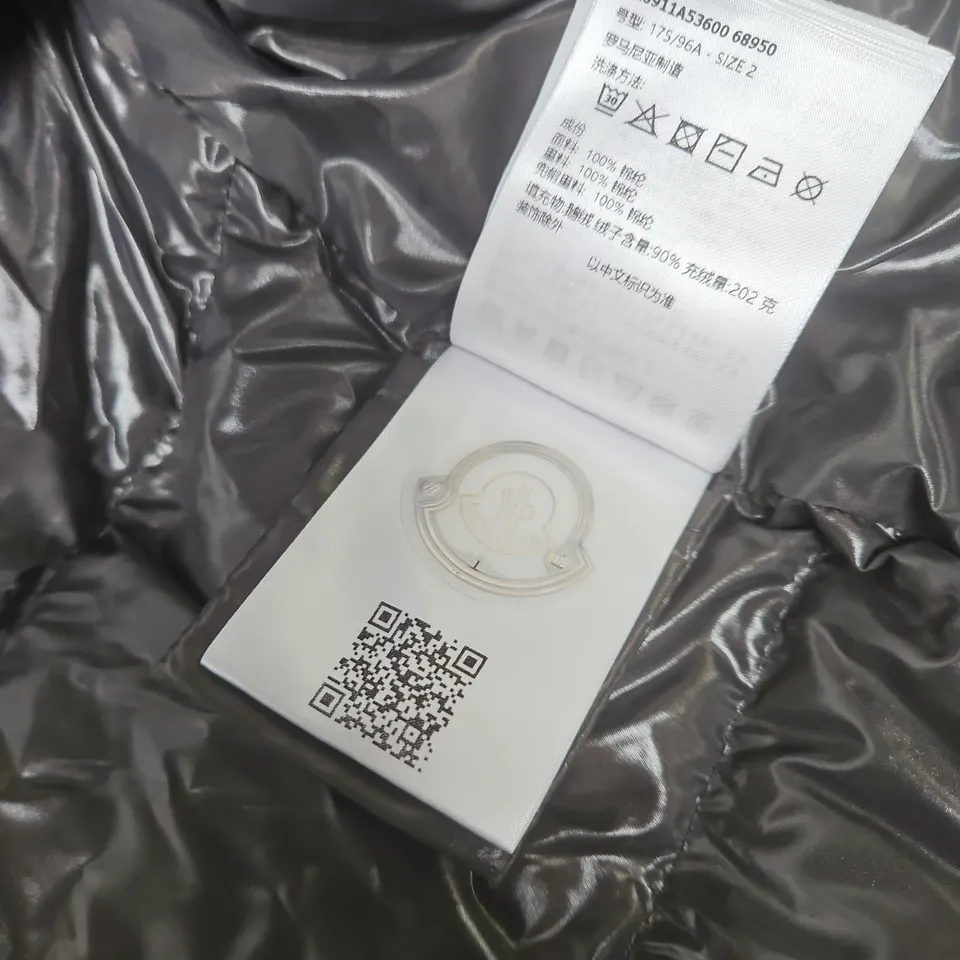 8911A53600 68950
号型: 175/96A - SIZE 2
罗马尼亚制造
洗涤方法:
30
成份
面料: 100% 锦纶
里料: 100% 锦纶
兜帽里料: 100% 锦纶
填充物:鹅绒 绒子含量:90% 充绒量:202 克
装饰除外
以中文标识为准